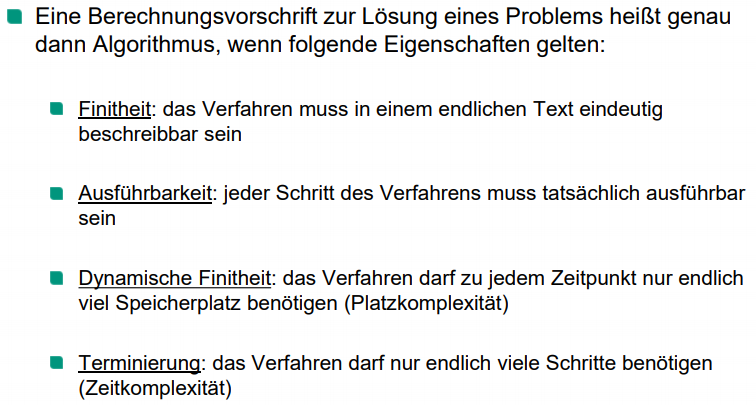 Eine Berechnungsvorschrift zur Lösung eines Problems heißt genau
dann Algorithmus, wenn folgende Eigenschaften gelten:
Finitheit: das Verfahren muss in einem endlichen Text eindeutig
beschreibbar sein
Ausführbarkeit: jeder Schritt des Verfahrens muss tatsächlich ausführbar
sein
Dynamische Finitheit: das Verfahren darf zu jedem Zeitpunkt nur endlich
viel Speicherplatz benötigen (Platzkomplexität)
Terminierung: das Verfahren darf nur endlich viele Schritte benötigen
(Zeitkomplexität)